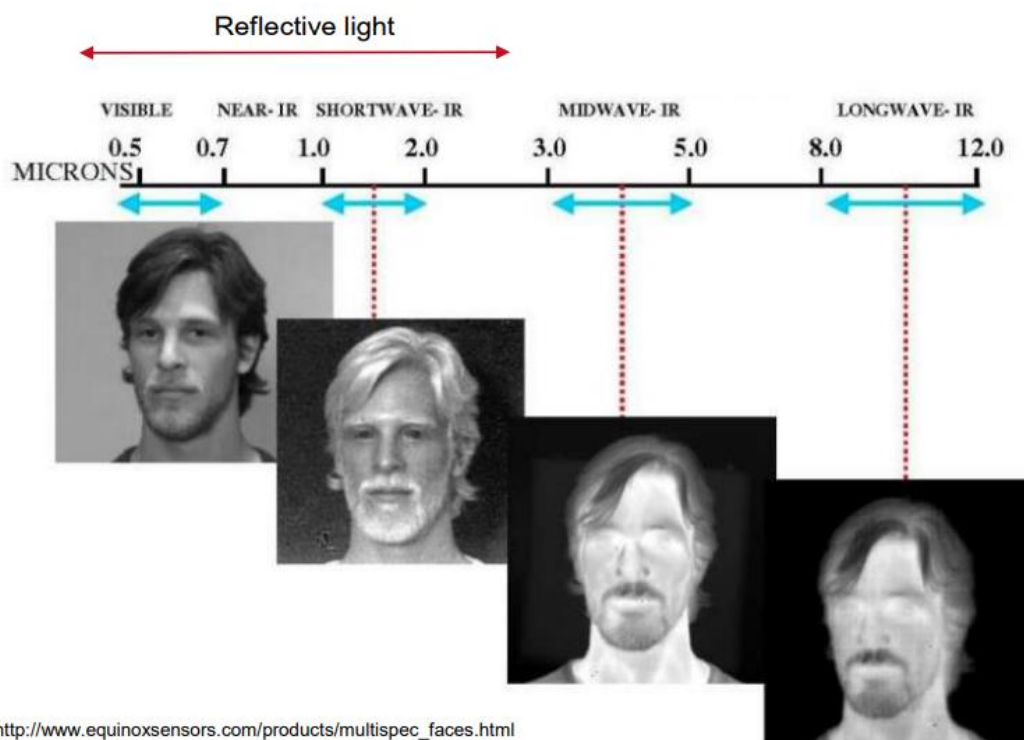 Reflective light
VISIBLE NEAR- IR SHORTWAVE- IR MIDWAVE- IR LONGWAVE- IR
0.5 0.7 1.0 2.0 3.0 5.0 8.0 12.0
MICRONS
http://www.equinoxsensors.com/products/multispec_faces.html